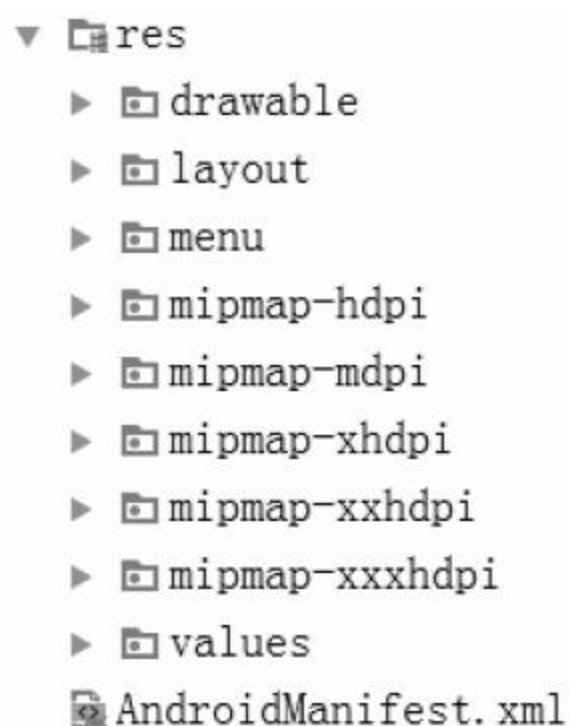 res
drawable
layout
menu
mipmap-hdpi
mipmap-mdpi
mipmap-xhdpi
mipmap-xxhdpi
mipmap-xxxhdpi
values
AndroidManifest.xml